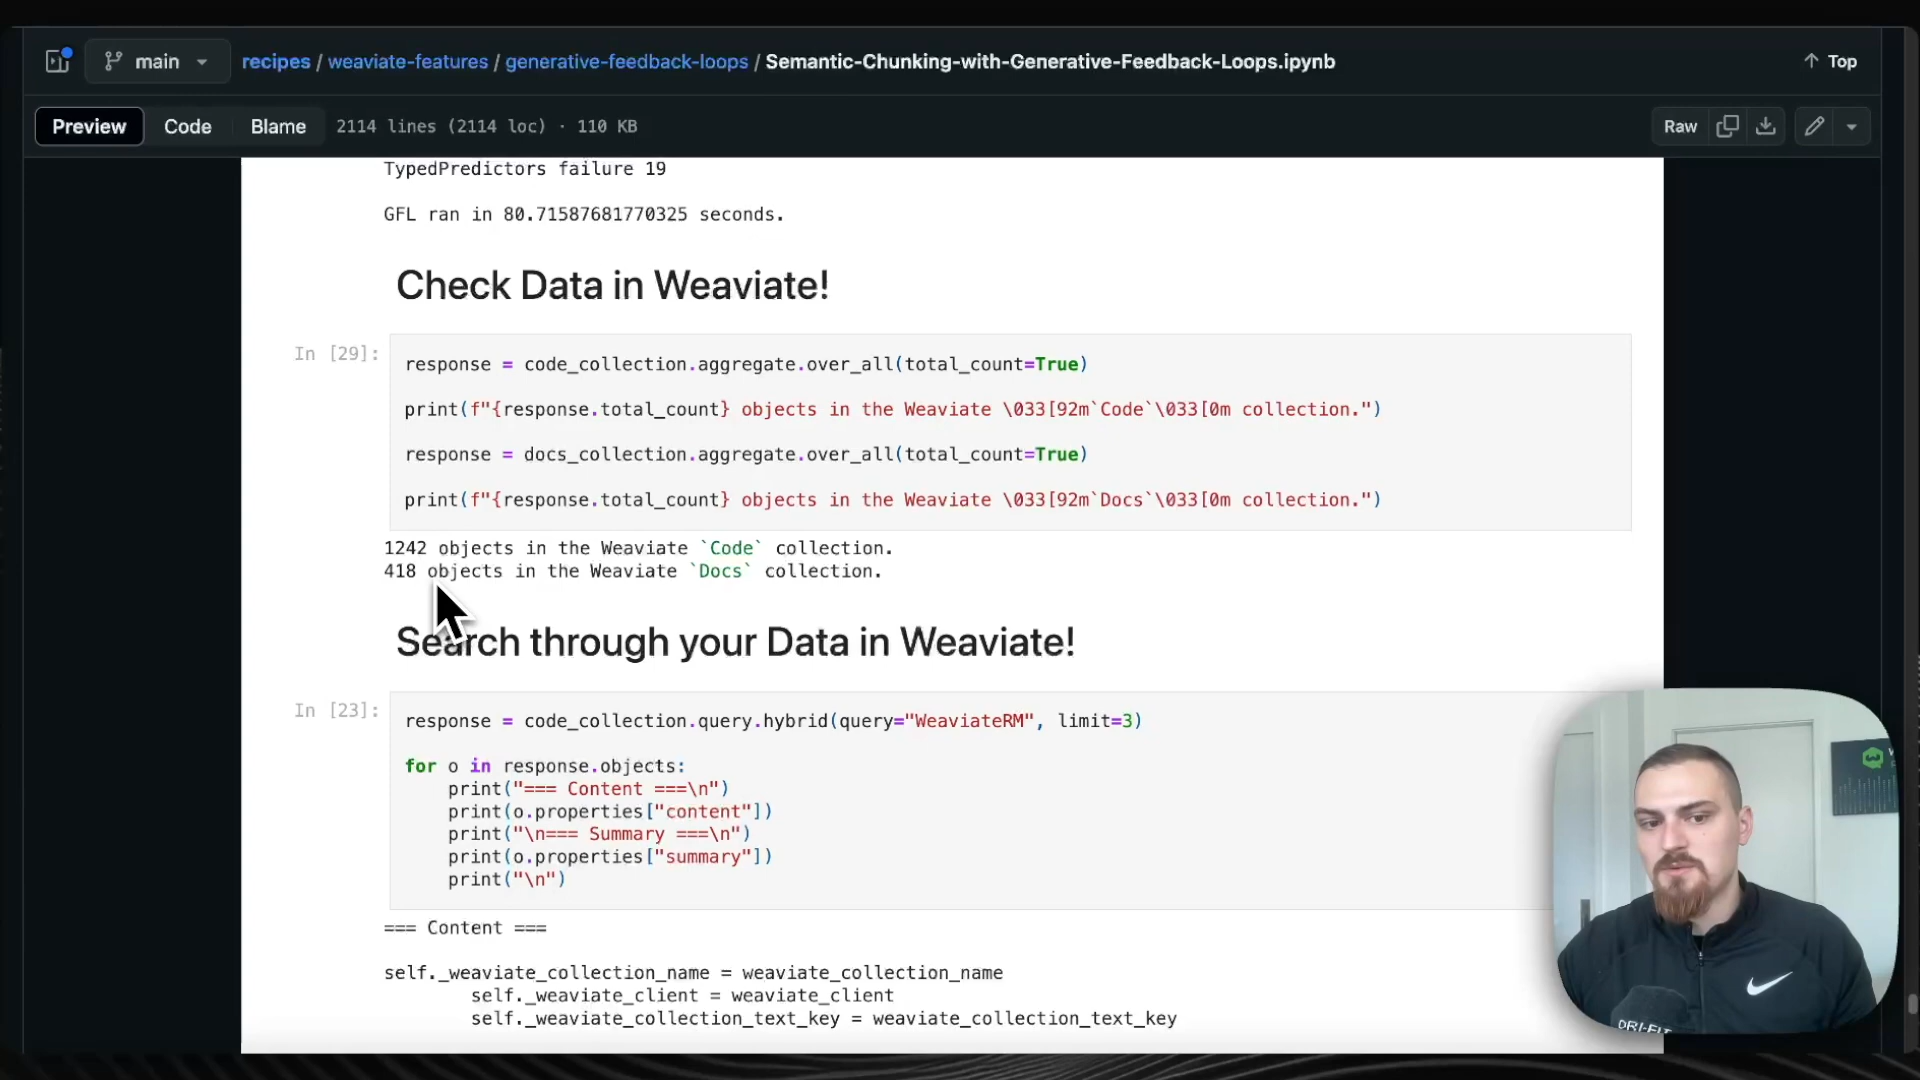 main
recipes / weaviate-features / generative-feedback-loops / Semantic-Chunking-with-Generative-Feedback-Loops.ipynb
Top
Preview
Code
Blame
2114 lines (2114 loc) · 110 KB
Raw
TypedPredictors failure 19
GFL ran in 80.71587681770325 seconds.
Check Data in Weaviate!
In [29]:
response = code_collection.aggregate.over_all(total_count=True)
print(f"{response.total_count} objects in the Weaviate \033[92m`Code`\033[0m collection.")
response = docs_collection.aggregate.over_all(total_count=True)
print(f"{response.total_count} objects in the Weaviate \033[92m`Docs`\033[0m collection.")
1242 objects in the Weaviate `Code` collection.
418 objects in the Weaviate `Docs` collection.
Search through your Data in Weaviate!
In [23]:
response = code_collection.query.hybrid(query="WeaviateRM", limit=3)
for o in response.objects:
    print("=== Content ===\n")
    print(o.properties["content"])
    print("\n=== Summary ===\n")
    print(o.properties["summary"])
    print("\n")
=== Content ===
self._weaviate_collection_name = weaviate_collection_name
        self._weaviate_client = weaviate_client
        self._weaviate_collection_text_key = weaviate_collection_text_key
DRI-FIT